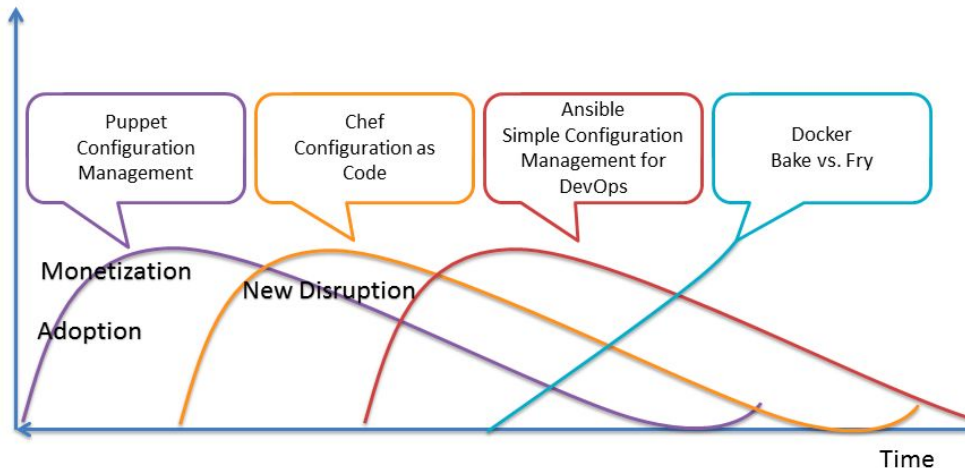 Puppet
Configuration
Management
Chef
Configuration as
Code
Ansible
Simple Configuration
Management for
DevOps
Docker
Bake vs. Fry
Monetization
New Disruption
Adoption
Time